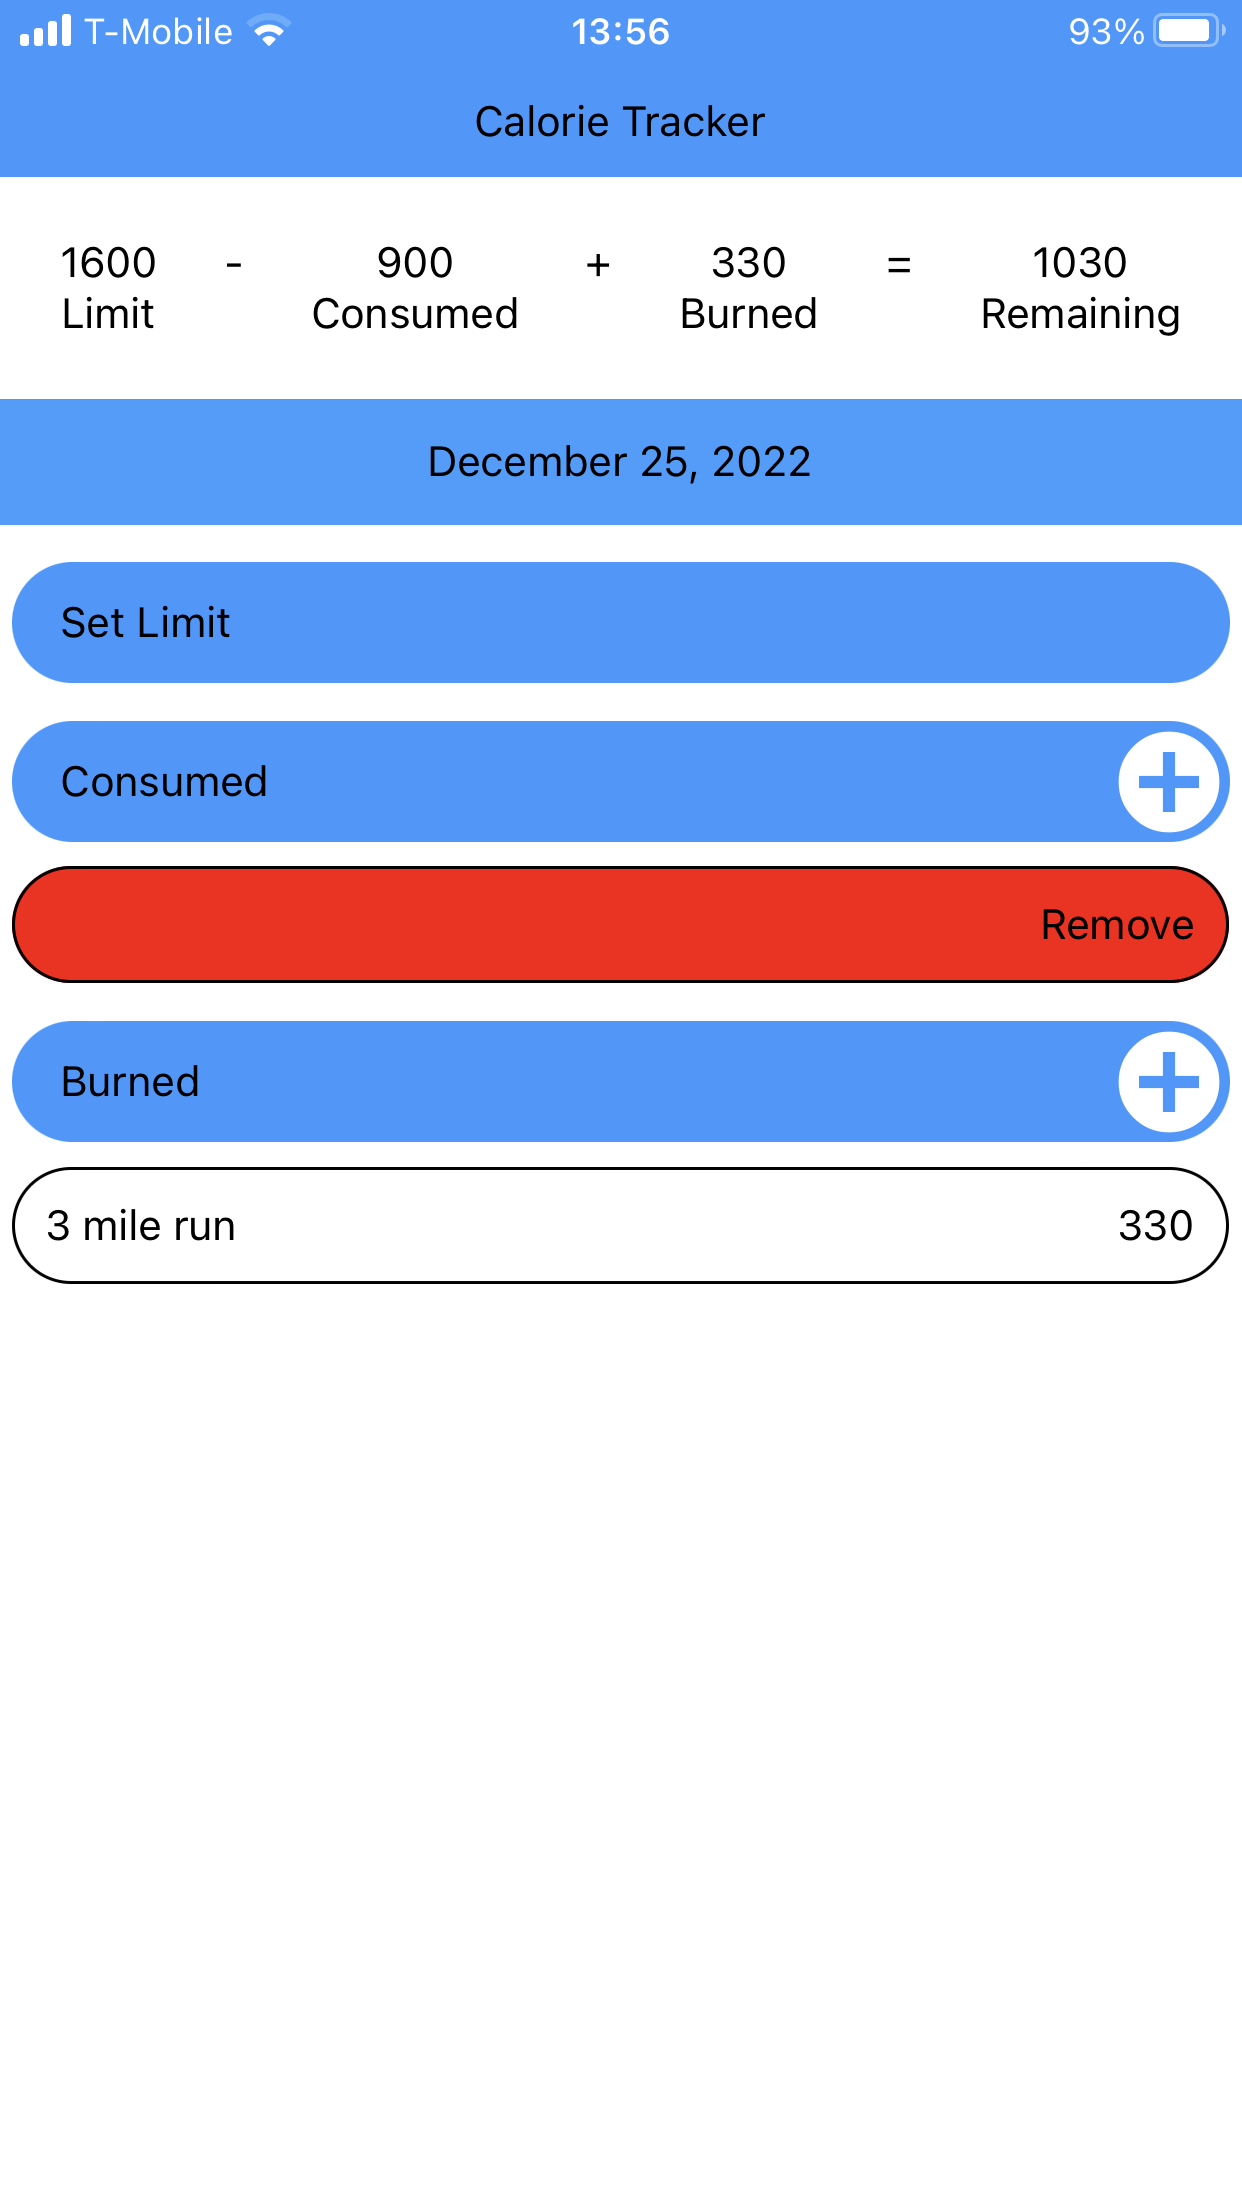 T-Mobile 13:56 93%
Calorie Tracker
1600 - 900 + 330 = 1030
Limit Consumed Burned Remaining
December 25, 2022
Set Limit
Consumed
Remove
Burned
3 mile run 330